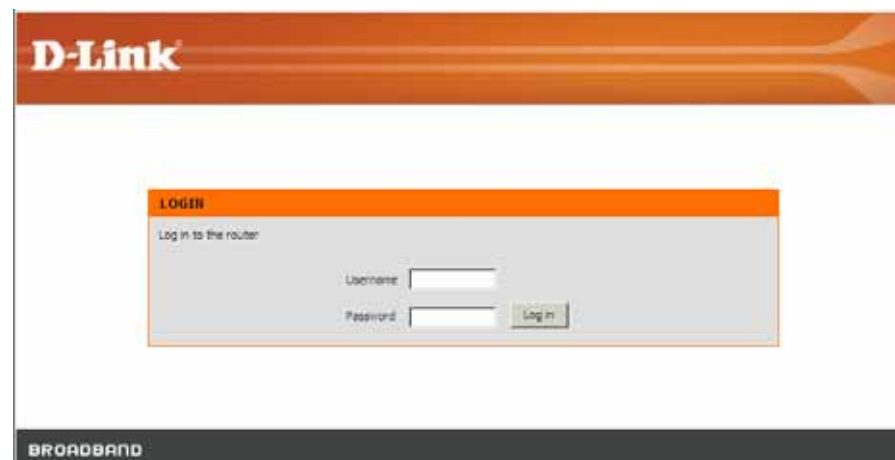 D-Link
LOGIN
Log in to the router
Username
Password
Log in
BROADBAND